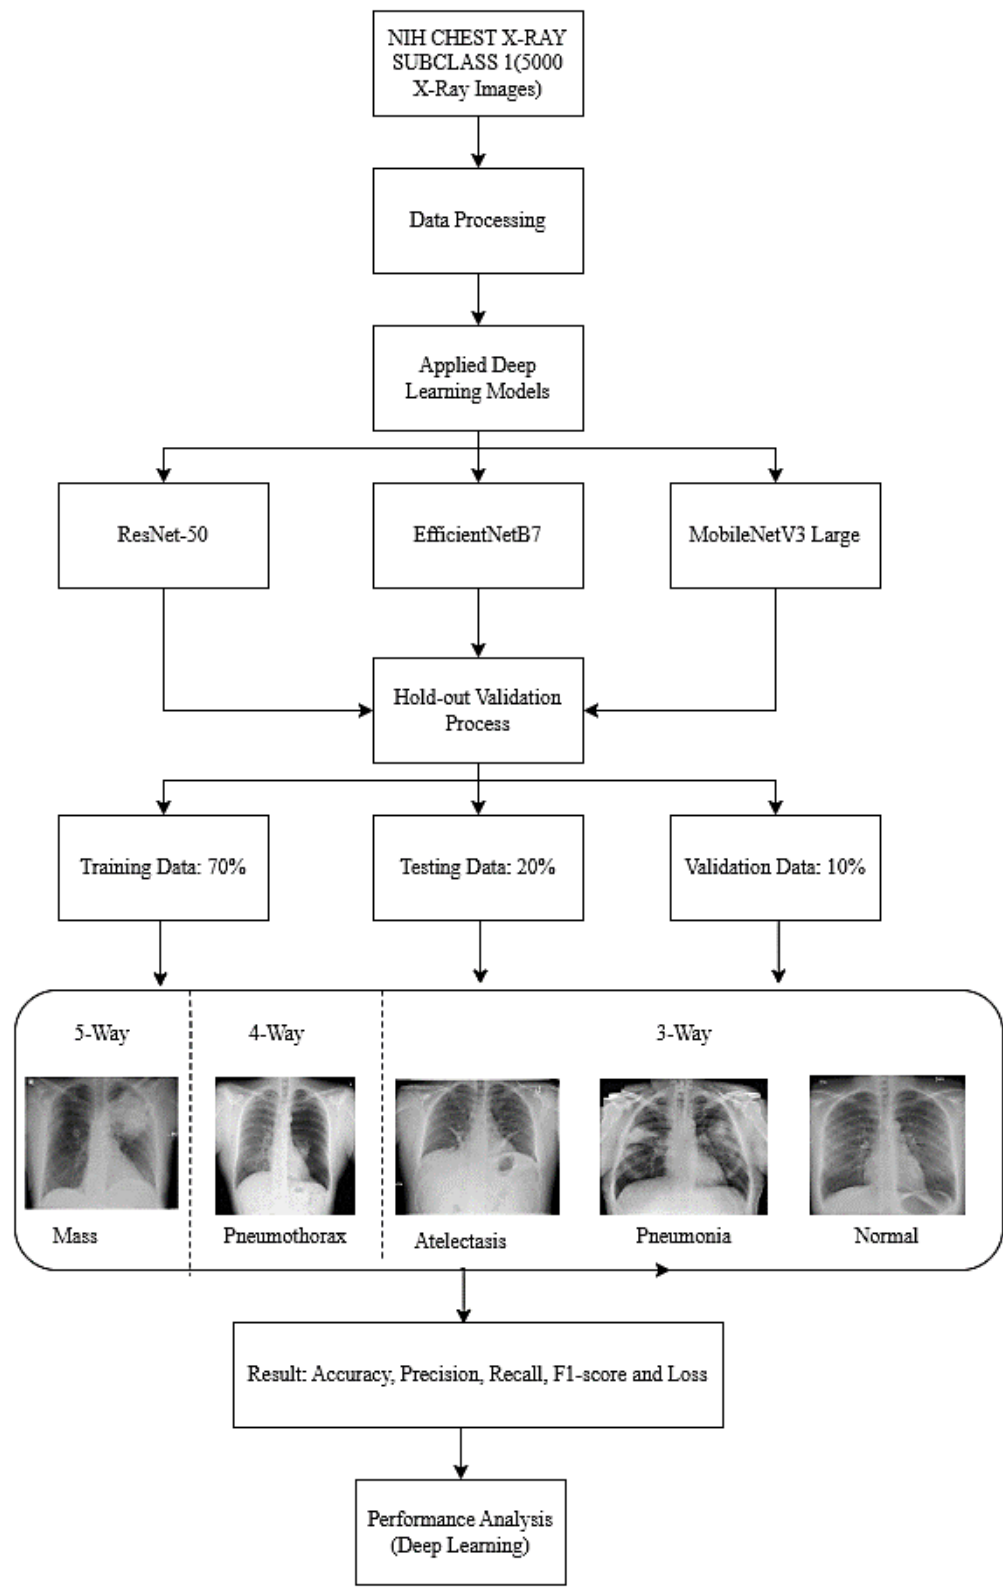 NIH CHEST X-RAY
SUBCLASS 1(5000
X-Ray Images)
Data Processing
Applied Deep
Learning Models
ResNet-50
EfficientNetB7
MobileNetV3 Large
Hold-out Validation
Process
Training Data: 70%
Testing Data: 20%
Validation Data: 10%
5-Way
4-Way
3-Way
Mass
Pneumothorax
Atelectasis
Pneumonia
Normal
Result: Accuracy, Precision, Recall, F1-score and Loss
Performance Analysis
(Deep Learning)